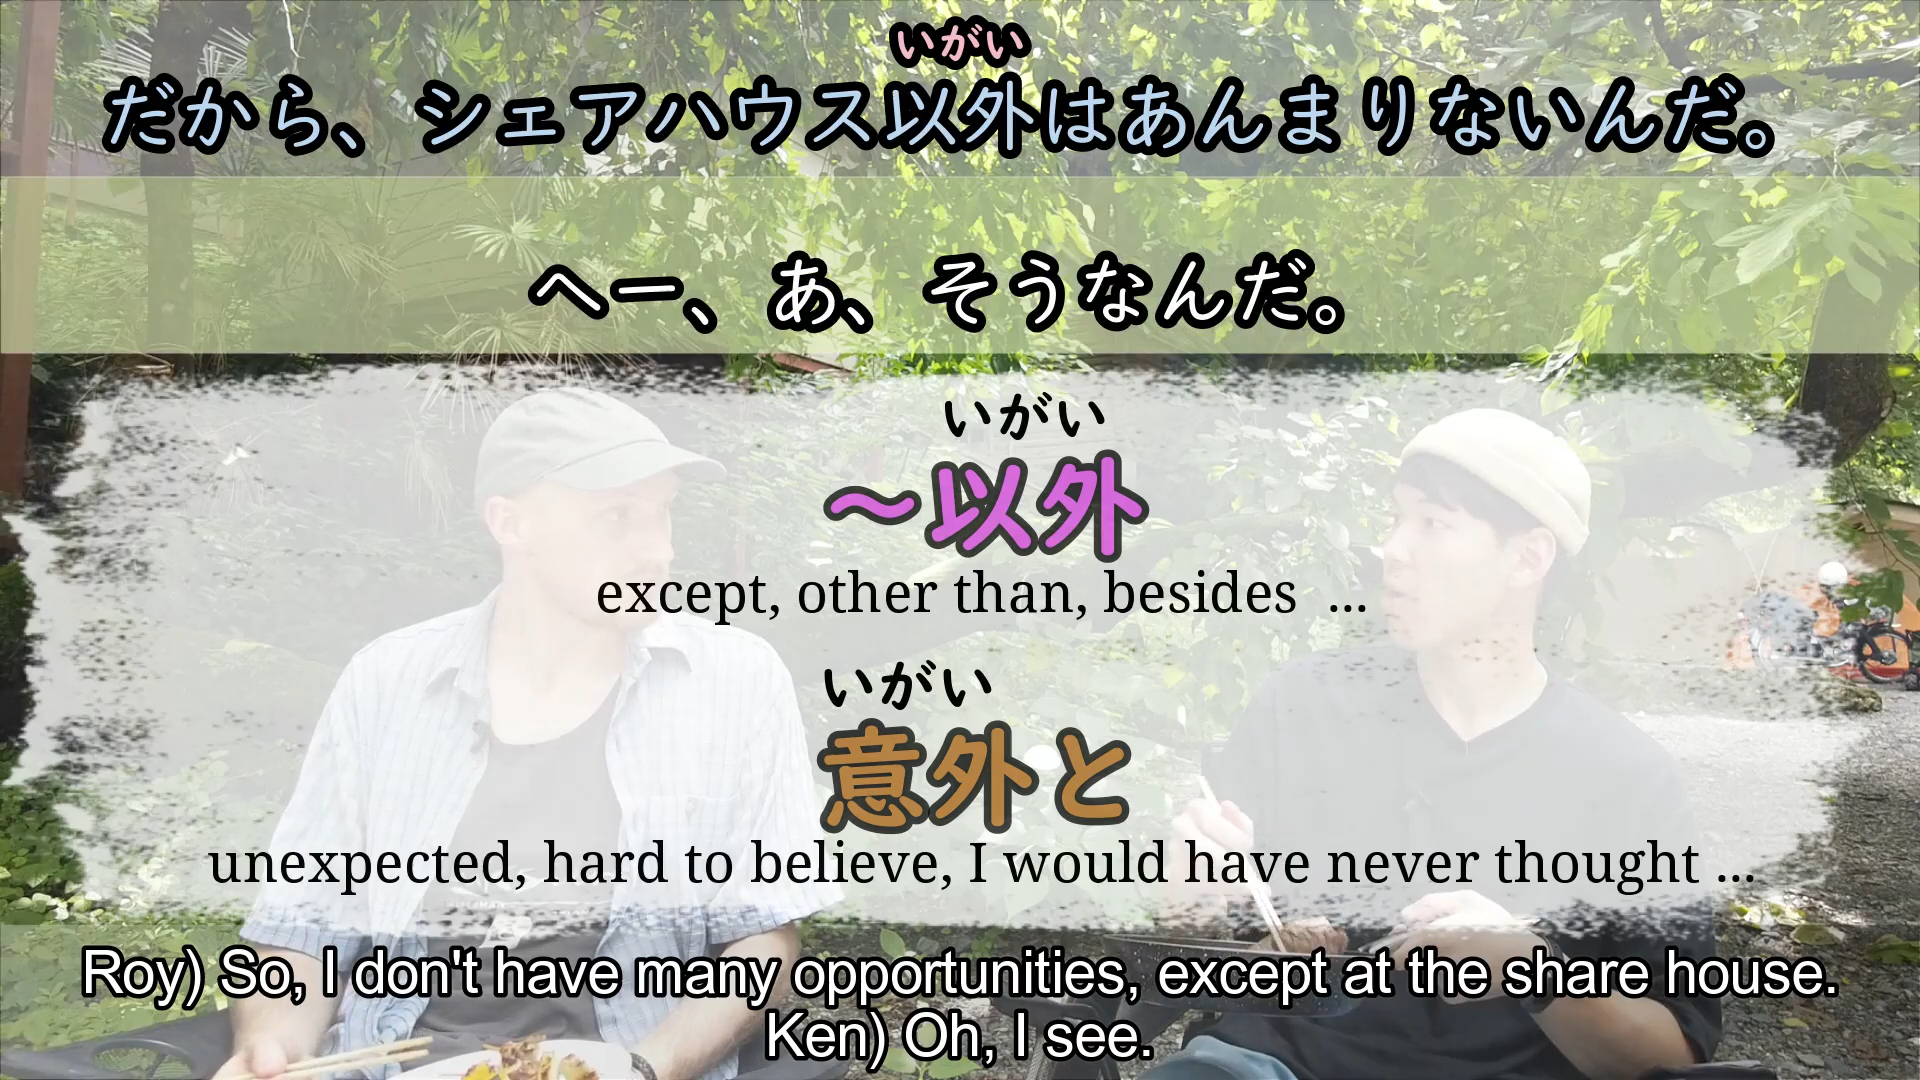 いがい
だから、シェアハウス以外はあんまりないんだ。
へー、あ、そうなんだ。
いがい
～以外
except, other than, besides ...
いがい
意外と
unexpected, hard to believe, I would have never thought ...
Roy) So, I don't have many opportunities, except at the share house.
Ken) Oh, I see.